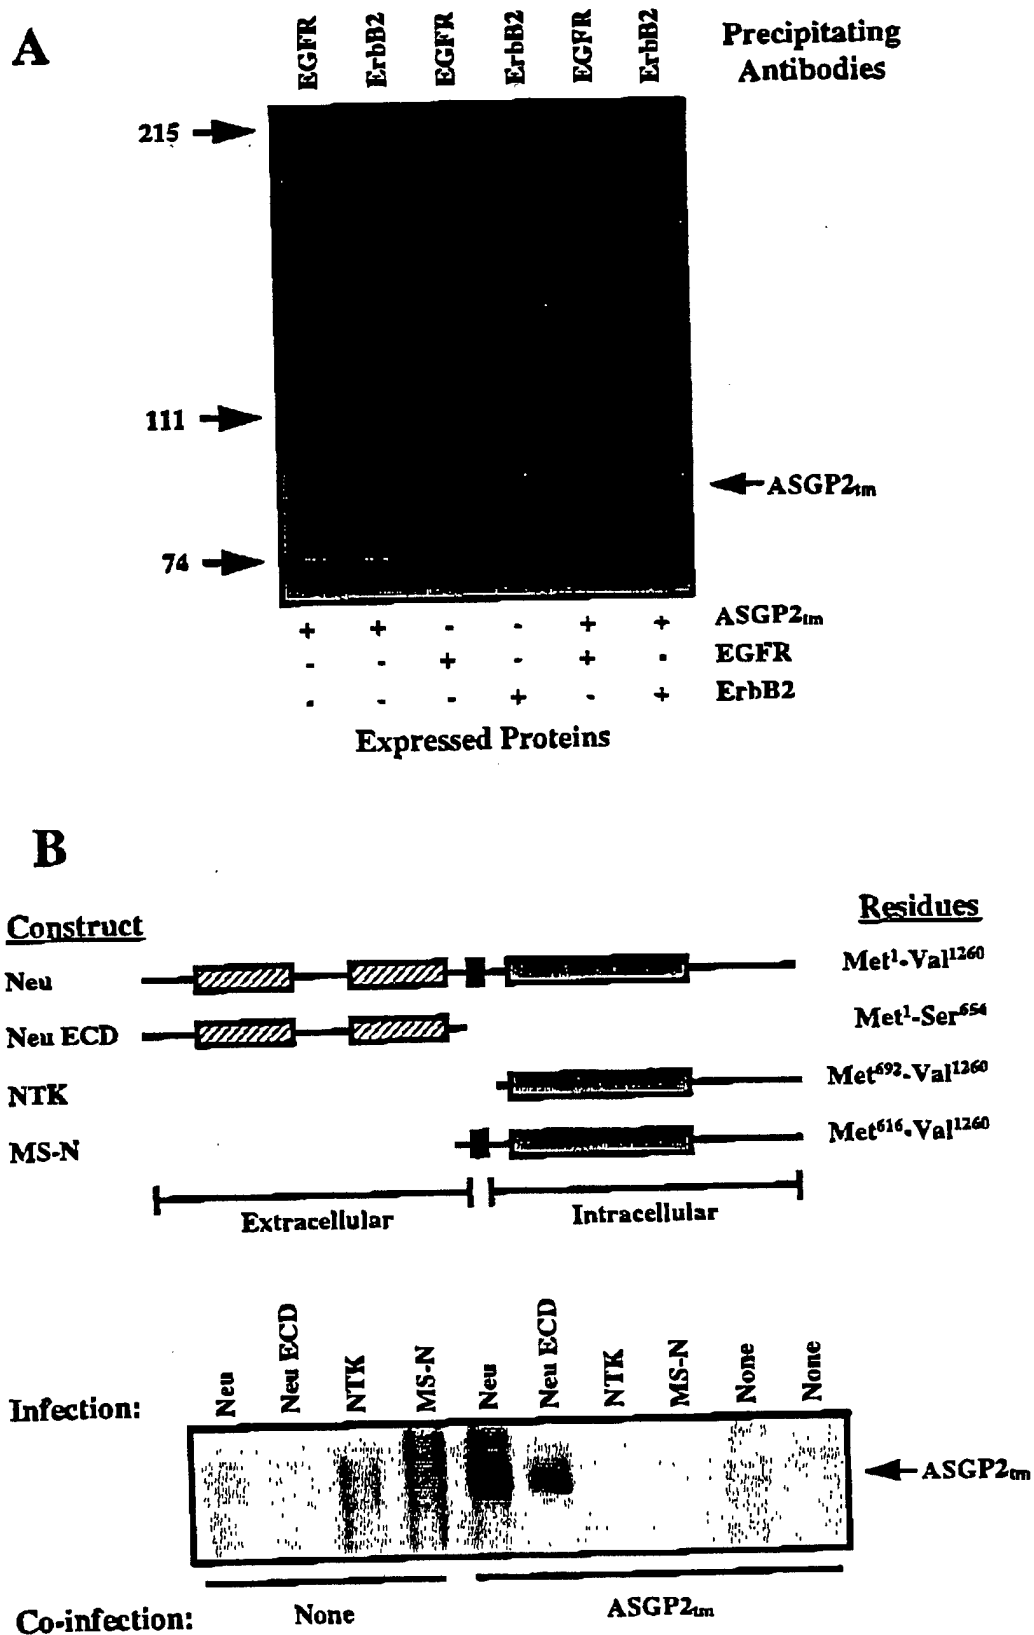 A
EGFR ErbB2 EGFR ErbB2 EGFR ErbB2
Precipitating
Antibodies
215
111
ASGP2tm
74
+ + - - + + ASGP2tm
- - + - + - EGFR
- - - + - + ErbB2
Expressed Proteins
B
Construct Residues
Neu Met1-Val1260
Neu ECD Met1-Ser654
NTK Met692-Val1260
MS-N Met616-Val1260
Extracellular Intracellular
Infection: Neu Neu ECD NTK MS-N Neu Neu ECD NTK MS-N None None
ASGP2tm
Co-infection: None ASGP2tm